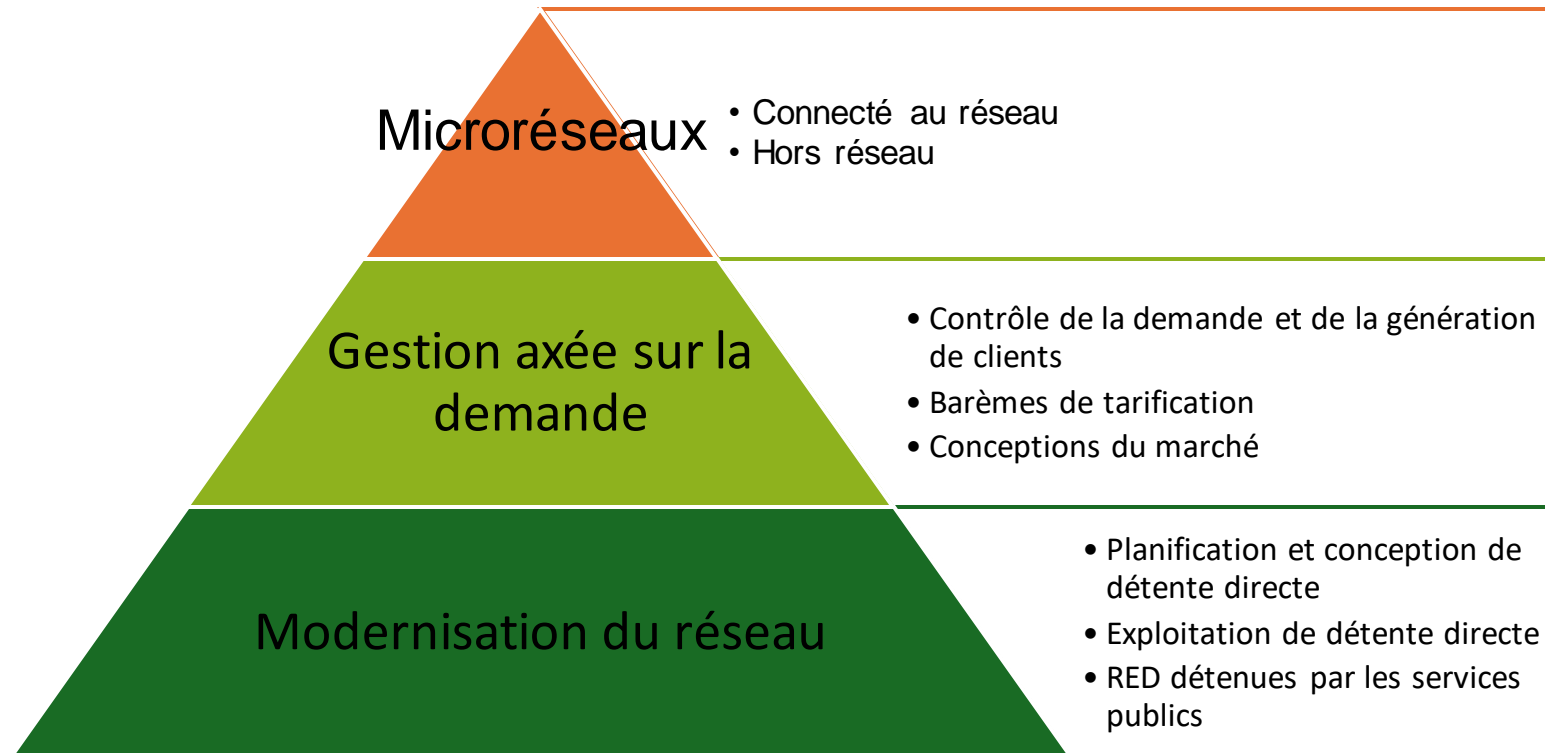 Microréseaux
• Connecté au réseau
• Hors réseau
Gestion axée sur la
demande
• Contrôle de la demande et de la génération
de clients
• Barèmes de tarification
• Conceptions du marché
Modernisation du réseau
• Planification et conception de
détente directe
• Exploitation de détente directe
• RED détenues par les services
publics